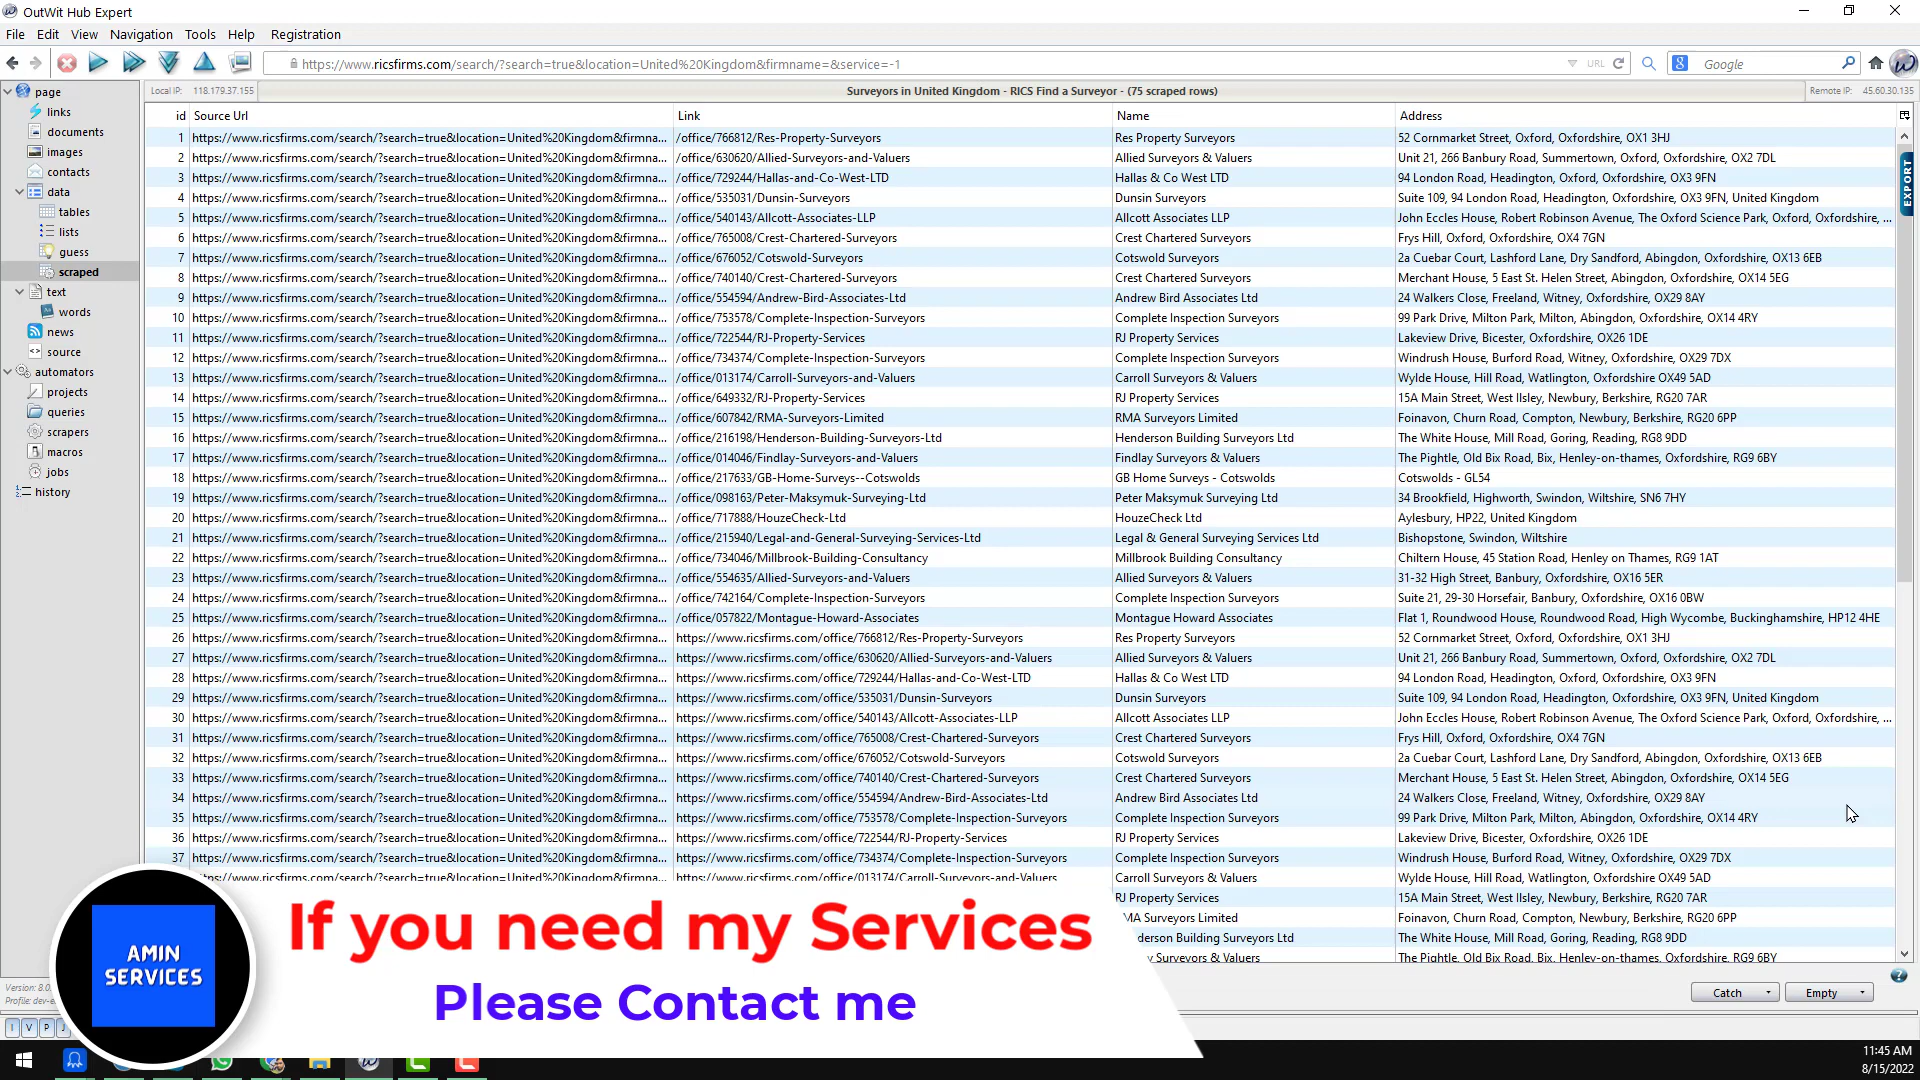 OutWit Hub Expert
File Edit View Navigation Tools Help Registration
https://www.ricsfirms.com/search/?search=true&location=United%20Kingdom&firmname=&service=-1
URL
Google
Local IP: 118.179.37.155
Surveyors in United Kingdom - RICS Find a Surveyor - (75 scraped rows)
Remote IP: 45.60.30.135
page
links
documents
images
contacts
data
tables
lists
guess
scraped
text
words
news
source
automators
projects
queries
scrapers
macros
jobs
history
id Source Url Link Name Address
1 https://www.ricsfirms.com/search/?search=true&location=United%20Kingdom&firmna... /office/766812/Res-Property-Surveyors Res Property Surveyors 52 Cornmarket Street, Oxford, Oxfordshire, OX1 3HJ
2 https://www.ricsfirms.com/search/?search=true&location=United%20Kingdom&firmna... /office/630620/Allied-Surveyors-and-Valuers Allied Surveyors & Valuers Unit 21, 266 Banbury Road, Summertown, Oxford, Oxfordshire, OX2 7DL
3 https://www.ricsfirms.com/search/?search=true&location=United%20Kingdom&firmna... /office/729244/Hallas-and-Co-West-LTD Hallas & Co West LTD 94 London Road, Headington, Oxford, Oxfordshire, OX3 9FN
4 https://www.ricsfirms.com/search/?search=true&location=United%20Kingdom&firmna... /office/535031/Dunsin-Surveyors Dunsin Surveyors Suite 109, 94 London Road, Headington, Oxford, Oxfordshire, OX3 9FN, United Kingdom
5 https://www.ricsfirms.com/search/?search=true&location=United%20Kingdom&firmna... /office/540143/Allcott-Associates-LLP Allcott Associates LLP John Eccles House, Robert Robinson Avenue, The Oxford Science Park, Oxford, Oxfordshire, ...
6 https://www.ricsfirms.com/search/?search=true&location=United%20Kingdom&firmna... /office/765008/Crest-Chartered-Surveyors Crest Chartered Surveyors Frys Hill, Oxford, Oxfordshire, OX4 7GN
7 https://www.ricsfirms.com/search/?search=true&location=United%20Kingdom&firmna... /office/676052/Cotswold-Surveyors Cotswold Surveyors 2a Cuebar Court, Lashford Lane, Dry Sandford, Abingdon, Oxfordshire, OX13 6EB
8 https://www.ricsfirms.com/search/?search=true&location=United%20Kingdom&firmna... /office/740140/Crest-Chartered-Surveyors Crest Chartered Surveyors Merchant House, 5 East St. Helen Street, Abingdon, Oxfordshire, OX14 5EG
9 https://www.ricsfirms.com/search/?search=true&location=United%20Kingdom&firmna... /office/554594/Andrew-Bird-Associates-Ltd Andrew Bird Associates Ltd 24 Walkers Close, Freeland, Witney, Oxfordshire, OX29 8AY
10 https://www.ricsfirms.com/search/?search=true&location=United%20Kingdom&firmna... /office/753578/Complete-Inspection-Surveyors Complete Inspection Surveyors 99 Park Drive, Milton Park, Milton, Abingdon, Oxfordshire, OX14 4RY
11 https://www.ricsfirms.com/search/?search=true&location=United%20Kingdom&firmna... /office/722544/RJ-Property-Services RJ Property Services Lakeview Drive, Bicester, Oxfordshire, OX26 1DE
12 https://www.ricsfirms.com/search/?search=true&location=United%20Kingdom&firmna... /office/734374/Complete-Inspection-Surveyors Complete Inspection Surveyors Windrush House, Burford Road, Witney, Oxfordshire, OX29 7DX
13 https://www.ricsfirms.com/search/?search=true&location=United%20Kingdom&firmna... /office/013174/Carroll-Surveyors-and-Valuers Carroll Surveyors & Valuers Wylde House, Hill Road, Watlington, Oxfordshire OX49 5AD
14 https://www.ricsfirms.com/search/?search=true&location=United%20Kingdom&firmna... /office/649332/RJ-Property-Services RJ Property Services 15A Main Street, West Ilsley, Newbury, Berkshire, RG20 7AR
15 https://www.ricsfirms.com/search/?search=true&location=United%20Kingdom&firmna... /office/607842/RMA-Surveyors-Limited RMA Surveyors Limited Foinavon, Churn Road, Compton, Newbury, Berkshire, RG20 6PP
16 https://www.ricsfirms.com/search/?search=true&location=United%20Kingdom&firmna... /office/216198/Henderson-Building-Surveyors-Ltd Henderson Building Surveyors Ltd The White House, Mill Road, Goring, Reading, RG8 9DD
17 https://www.ricsfirms.com/search/?search=true&location=United%20Kingdom&firmna... /office/014046/Findlay-Surveyors-and-Valuers Findlay Surveyors & Valuers The Pightle, Old Bix Road, Bix, Henley-on-thames, Oxfordshire, RG9 6BY
18 https://www.ricsfirms.com/search/?search=true&location=United%20Kingdom&firmna... /office/217633/GB-Home-Surveys--Cotswolds GB Home Surveys - Cotswolds Cotswolds - GL54
19 https://www.ricsfirms.com/search/?search=true&location=United%20Kingdom&firmna... /office/098163/Peter-Maksymuk-Surveying-Ltd Peter Maksymuk Surveying Ltd 34 Brookfield, Highworth, Swindon, Wiltshire, SN6 7HY
20 https://www.ricsfirms.com/search/?search=true&location=United%20Kingdom&firmna... /office/717888/HouzeCheck-Ltd HouzeCheck Ltd Aylesbury, HP22, United Kingdom
21 https://www.ricsfirms.com/search/?search=true&location=United%20Kingdom&firmna... /office/215940/Legal-and-General-Surveying-Services-Ltd Legal & General Surveying Services Ltd Bishopstone, Swindon, Wiltshire
22 https://www.ricsfirms.com/search/?search=true&location=United%20Kingdom&firmna... /office/734046/Millbrook-Building-Consultancy Millbrook Building Consultancy Chiltern House, 45 Station Road, Henley on Thames, RG9 1AT
23 https://www.ricsfirms.com/search/?search=true&location=United%20Kingdom&firmna... /office/554635/Allied-Surveyors-and-Valuers Allied Surveyors & Valuers 31-32 High Street, Banbury, Oxfordshire, OX16 5ER
24 https://www.ricsfirms.com/search/?search=true&location=United%20Kingdom&firmna... /office/742164/Complete-Inspection-Surveyors Complete Inspection Surveyors Suite 21, 29-30 Horsefair, Banbury, Oxfordshire, OX16 0BW
25 https://www.ricsfirms.com/search/?search=true&location=United%20Kingdom&firmna... /office/057822/Montague-Howard-Associates Montague Howard Associates Flat 1, Roundwood House, Roundwood Road, High Wycombe, Buckinghamshire, HP12 4HE
26 https://www.ricsfirms.com/search/?search=true&location=United%20Kingdom&firmna... https://www.ricsfirms.com/office/766812/Res-Property-Surveyors Res Property Surveyors 52 Cornmarket Street, Oxford, Oxfordshire, OX1 3HJ
27 https://www.ricsfirms.com/search/?search=true&location=United%20Kingdom&firmna... https://www.ricsfirms.com/office/630620/Allied-Surveyors-and-Valuers Allied Surveyors & Valuers Unit 21, 266 Banbury Road, Summertown, Oxford, Oxfordshire, OX2 7DL
28 https://www.ricsfirms.com/search/?search=true&location=United%20Kingdom&firmna... https://www.ricsfirms.com/office/729244/Hallas-and-Co-West-LTD Hallas & Co West LTD 94 London Road, Headington, Oxford, Oxfordshire, OX3 9FN
29 https://www.ricsfirms.com/search/?search=true&location=United%20Kingdom&firmna... https://www.ricsfirms.com/office/535031/Dunsin-Surveyors Dunsin Surveyors Suite 109, 94 London Road, Headington, Oxford, Oxfordshire, OX3 9FN, United Kingdom
30 https://www.ricsfirms.com/search/?search=true&location=United%20Kingdom&firmna... https://www.ricsfirms.com/office/540143/Allcott-Associates-LLP Allcott Associates LLP John Eccles House, Robert Robinson Avenue, The Oxford Science Park, Oxford, Oxfordshire, ...
31 https://www.ricsfirms.com/search/?search=true&location=United%20Kingdom&firmna... https://www.ricsfirms.com/office/765008/Crest-Chartered-Surveyors Crest Chartered Surveyors Frys Hill, Oxford, Oxfordshire, OX4 7GN
32 https://www.ricsfirms.com/search/?search=true&location=United%20Kingdom&firmna... https://www.ricsfirms.com/office/676052/Cotswold-Surveyors Cotswold Surveyors 2a Cuebar Court, Lashford Lane, Dry Sandford, Abingdon, Oxfordshire, OX13 6EB
33 https://www.ricsfirms.com/search/?search=true&location=United%20Kingdom&firmna... https://www.ricsfirms.com/office/740140/Crest-Chartered-Surveyors Crest Chartered Surveyors Merchant House, 5 East St. Helen Street, Abingdon, Oxfordshire, OX14 5EG
34 https://www.ricsfirms.com/search/?search=true&location=United%20Kingdom&firmna... https://www.ricsfirms.com/office/554594/Andrew-Bird-Associates-Ltd Andrew Bird Associates Ltd 24 Walkers Close, Freeland, Witney, Oxfordshire, OX29 8AY
35 https://www.ricsfirms.com/search/?search=true&location=United%20Kingdom&firmna... https://www.ricsfirms.com/office/753578/Complete-Inspection-Surveyors Complete Inspection Surveyors 99 Park Drive, Milton Park, Milton, Abingdon, Oxfordshire, OX14 4RY
36 https://www.ricsfirms.com/search/?search=true&location=United%20Kingdom&firmna... https://www.ricsfirms.com/office/722544/RJ-Property-Services RJ Property Services Lakeview Drive, Bicester, Oxfordshire, OX26 1DE
37 https://www.ricsfirms.com/search/?search=true&location=United%20Kingdom&firmna... https://www.ricsfirms.com/office/734374/Complete-Inspection-Surveyors Complete Inspection Surveyors Windrush House, Burford Road, Witney, Oxfordshire, OX29 7DX
https://www.ricsfirms.com/search/?search=true&location=United%20Kingdom&firmna... https://www.ricsfirms.com/office/013174/Carroll-Surveyors-and-Valuers Carroll Surveyors & Valuers Wylde House, Hill Road, Watlington, Oxfordshire OX49 5AD
RJ Property Services 15A Main Street, West Ilsley, Newbury, Berkshire, RG20 7AR
Surveyors Limited Foinavon, Churn Road, Compton, Newbury, Berkshire, RG20 6PP
Building Surveyors Ltd The White House, Mill Road, Goring, Reading, RG8 9DD
Surveyors & Valuers The Pightle, Old Bix Road, Bix, Henley-on-thames, Oxfordshire, RG9 6BY
EXPORT
Catch Empty
Version: 8.0
I V P J
AMIN
SERVICES
If you need my Services
Please Contact me
11:45 AM
8/15/2022